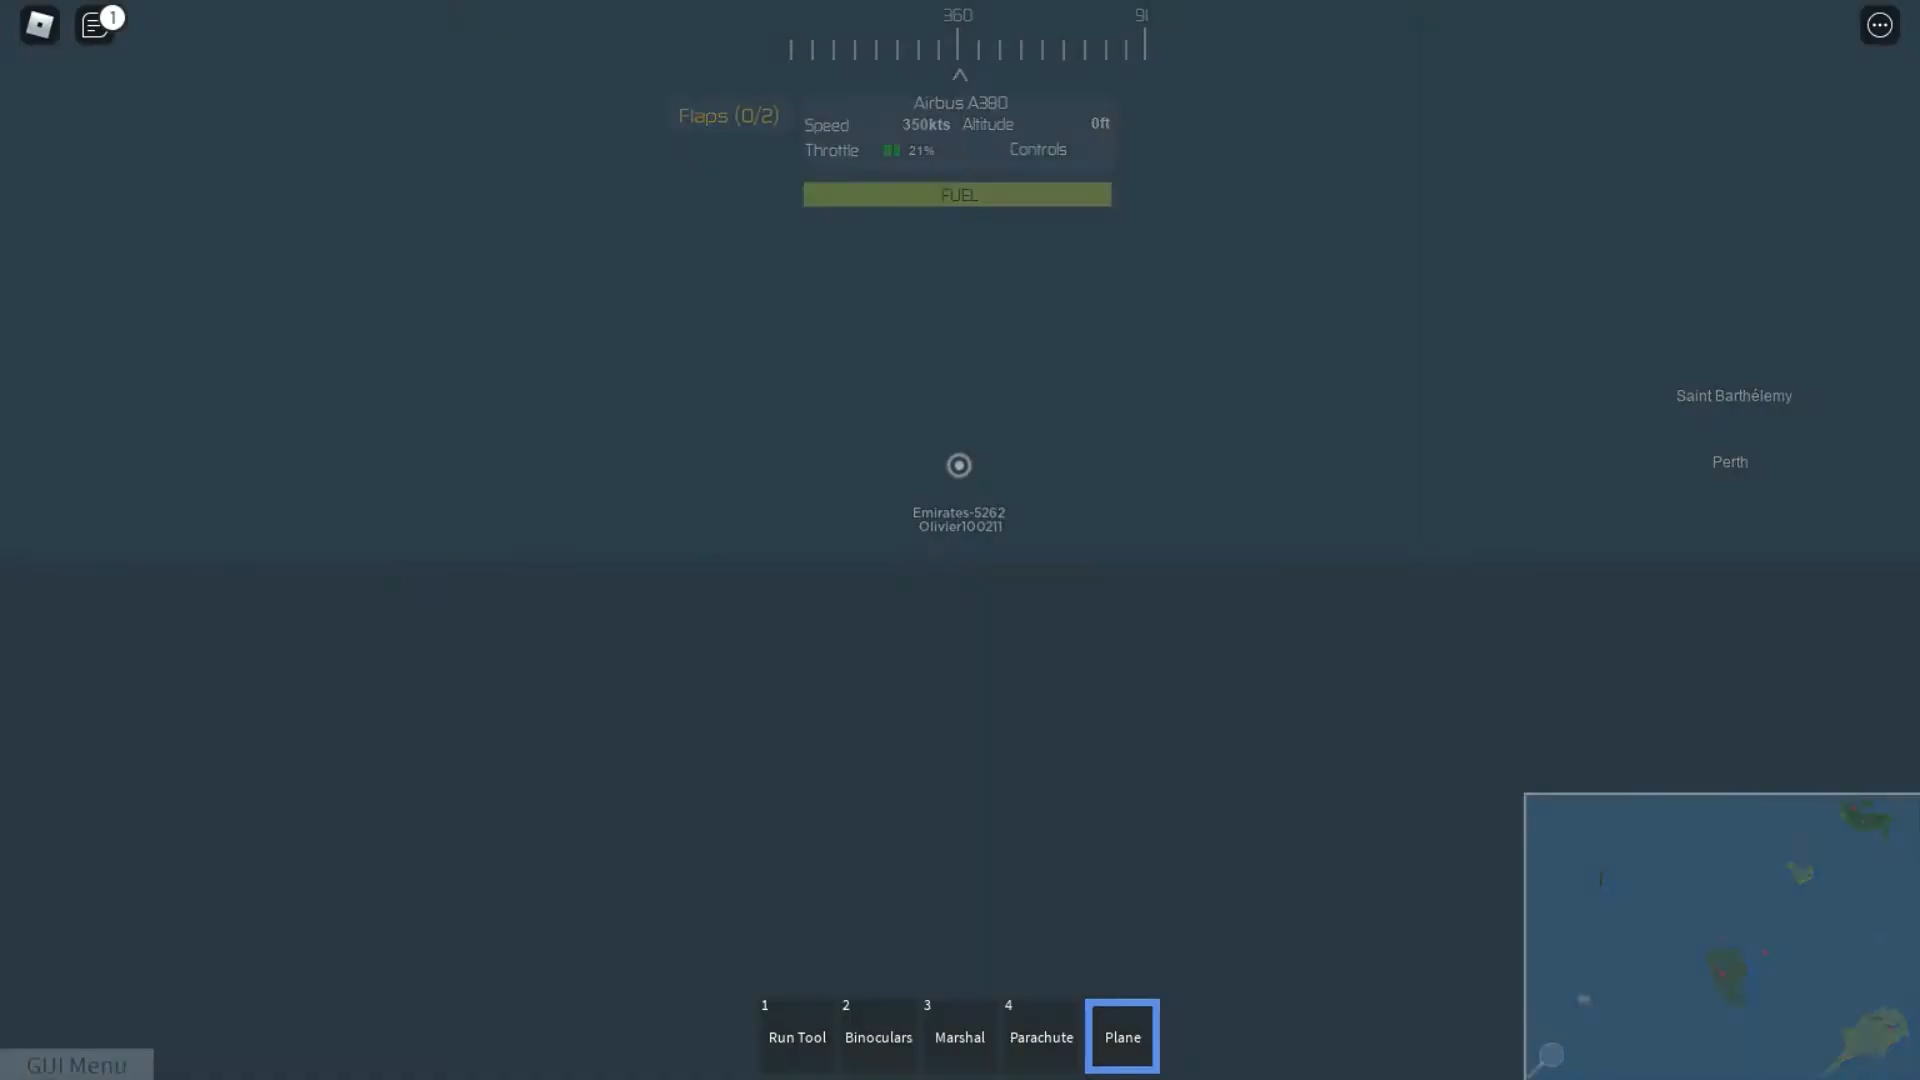 1
360
91
Airbus A380
Flaps (0/2)
Speed 350kts Altitude 0ft
Throttle 21% Controls
FUEL
Saint Barthélemy
Perth
Emirates-5262
Olivier100211
1 2 3 4
Run Tool Binoculars Marshal Parachute Plane
GUI Menu